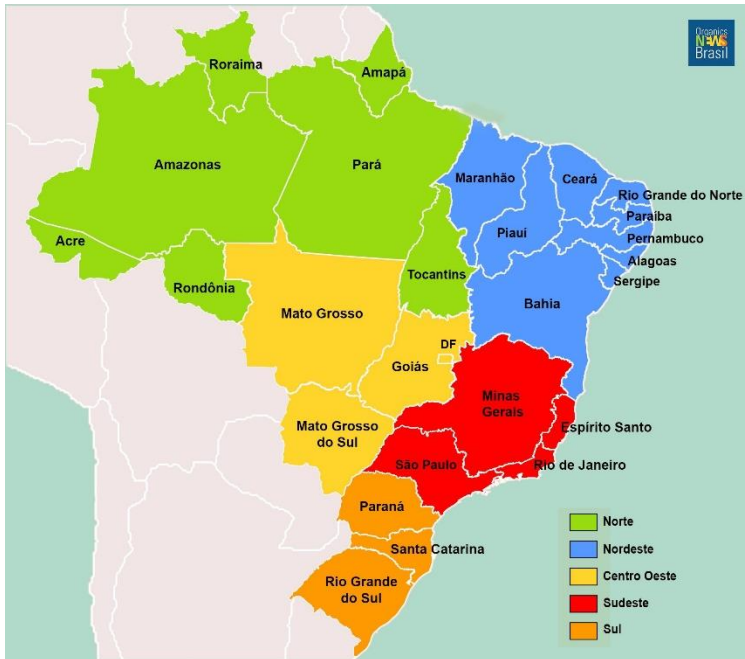 Organics
NEWS
Brasil
Roraima
Amapá
Amazonas
Pará
Maranhão
Ceará
Rio Grande do Norte
Paraíba
Piauí
Pernambuco
Acre
Alagoas
Tocantins
Sergipe
Rondônia
Bahia
Mato Grosso
DF
Goiás
Minas
Gerais
Mato Grosso
do Sul
Espírito Santo
São Paulo
Rio de Janeiro
Paraná
Santa Catarina
Rio Grande
do Sul
Norte
Nordeste
Centro Oeste
Sudeste
Sul